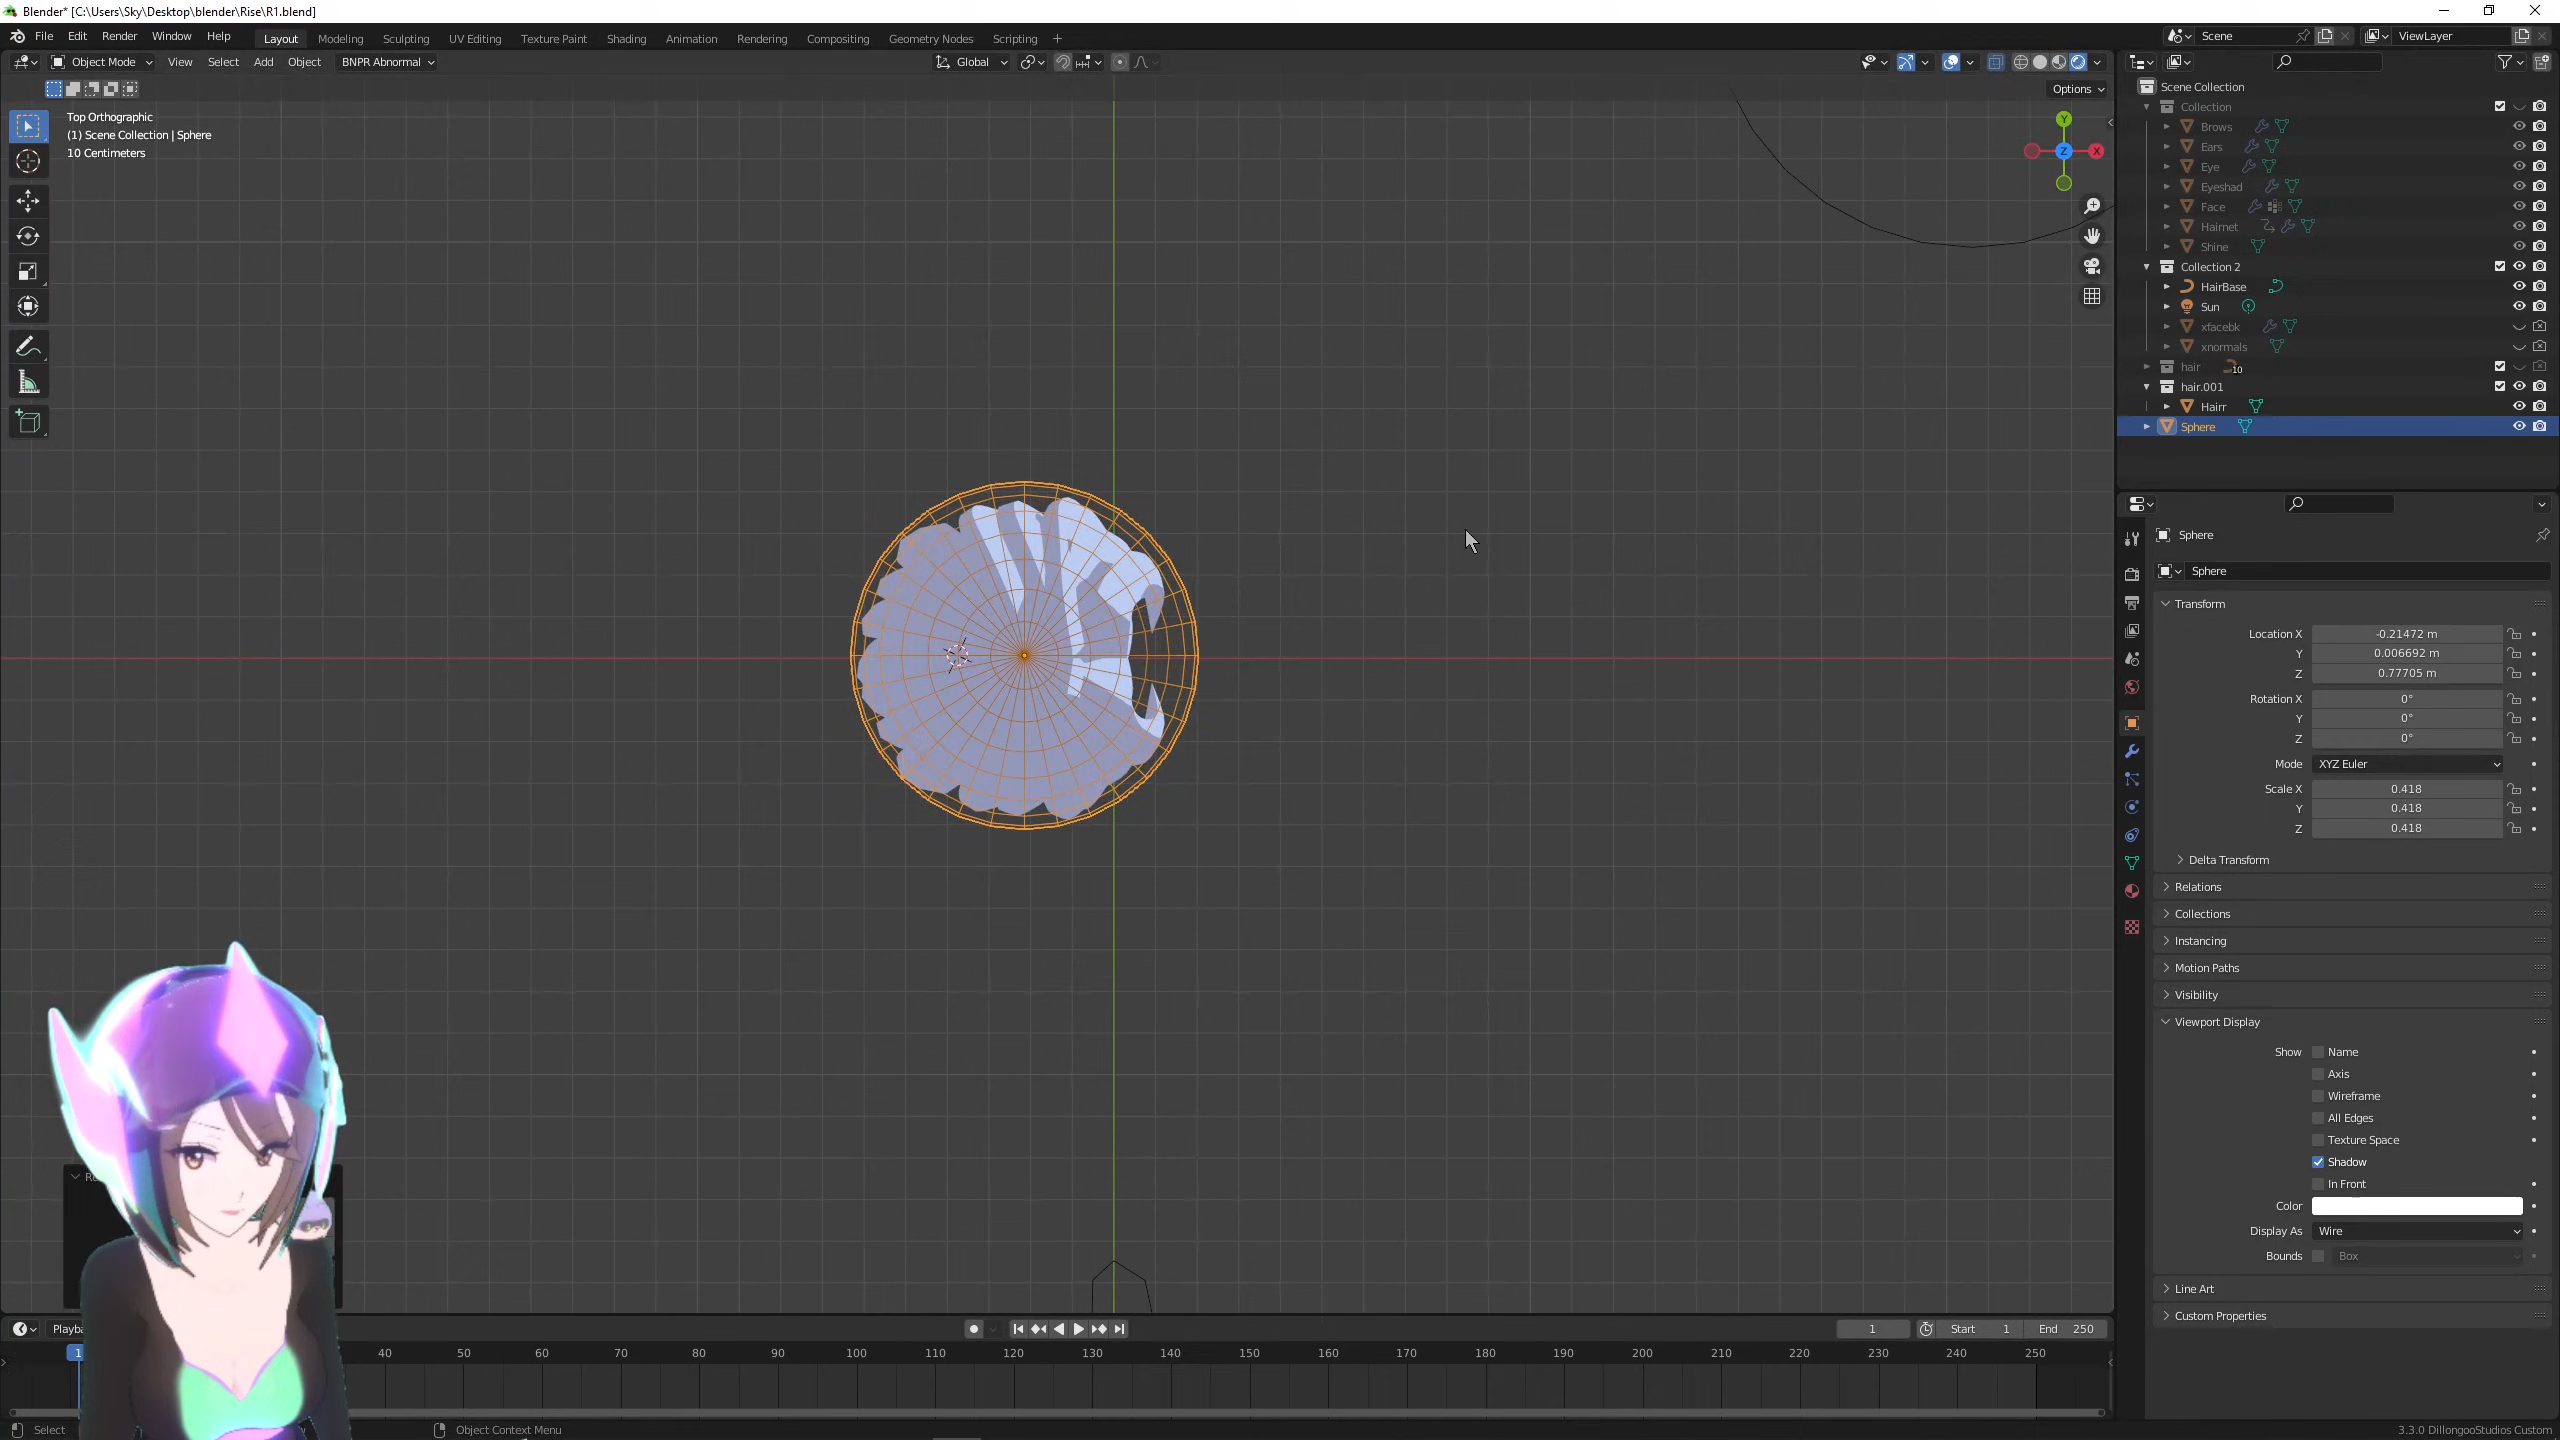 Blender* [C:\Users\Sky\Desktop\blender\Rise\R1.blend]
File Edit Render Window Help Layout Modeling Sculpting UV Editing Texture Paint Shading Animation Rendering Compositing Geometry Nodes Scripting + Scene ViewLayer
Object Mode View Select Add Object BNPR Abnormal Global
Options
Top Orthographic
(1) Scene Collection | Sphere
10 Centimeters
Y
X
Z
Scene Collection
Collection
Brows
Ears
Eye
Eyeshad
Face
Hairnet
Shine
Collection 2
HairBase
Sun
xfacebk
xnormals
hair 10
hair.001
Hairr
Sphere
Sphere
Sphere
Transform
Location X -0.21472 m
Y 0.006692 m
Z 0.77705 m
Rotation X 0°
Y 0°
Z 0°
Mode XYZ Euler
Scale X 0.418
Y 0.418
Z 0.418
Delta Transform
Relations
Collections
Instancing
Motion Paths
Visibility
Viewport Display
Show Name
Axis
Wireframe
All Edges
Texture Space
Shadow
In Front
Color
Display As Wire
Bounds Box
Line Art
Custom Properties
1 Start 1 End 250
1 40 50 60 70 80 90 100 110 120 130 140 150 160 170 180 190 200 210 220 230 240 250
Select Object Context Menu 3.3.0 DillongooStudios Custom